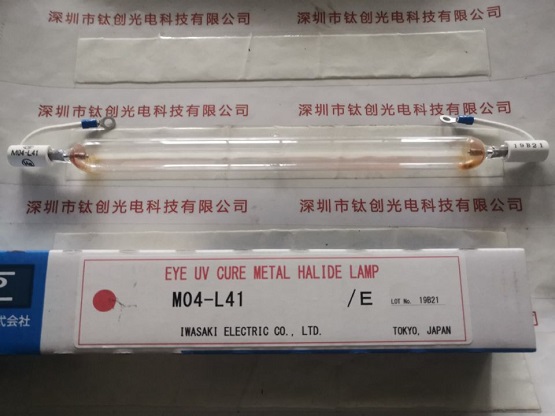 深圳市钛创光电科技有限公司 深圳市钛创光电科技有限公司
深圳市钛创光电科技有限公司 深圳市钛创光电科技有限公司
M04-L41 19B21
深圳市钛创光电科技有限公司 深圳市钛创光电科技有限公司
EYE UV CURE METAL HALIDE LAMP
M04-L41 /E LOT No. 19B21
式会社
IWASAKI ELECTRIC CO., LTD. TOKYO, JAPAN